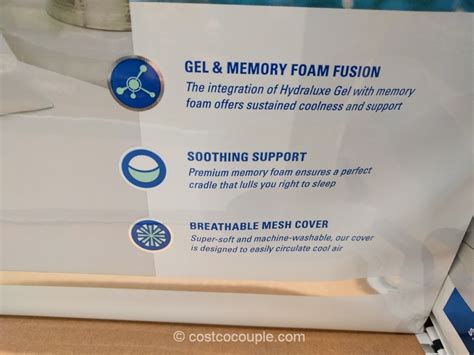 GEL & MEMORY FOAM FUSION
The integration of Hydraluxe Gel with memory
foam offers sustained coolness and support
SOOTHING SUPPORT
Premium memory foam ensures a perfect
cradle that lulls you right to sleep
BREATHABLE MESH COVER
Super-soft and machine-washable, our cover
is designed to easily circulate cool air
© costcocouple.com